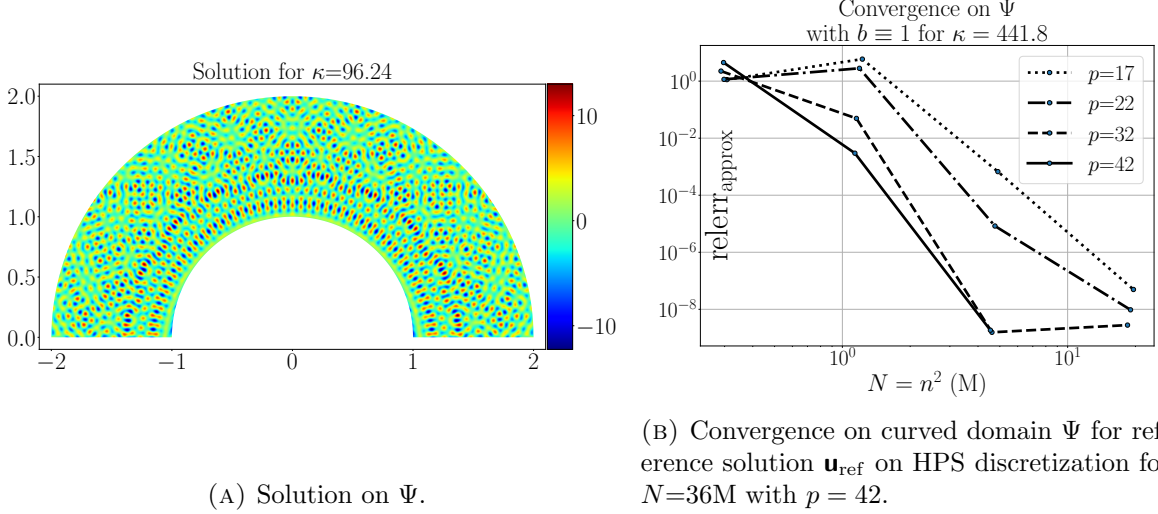 Solution for κ=96.24
2.0
1.5
1.0
0.5
0.0
−2
−1
0
1
2
10
0
−10
(A) Solution on Ψ.
Convergence on Ψ
with b ≡ 1 for κ = 441.8
relerr_approx
10^0
10^−2
10^−4
10^−6
10^−8
p=17
p=22
p=32
p=42
10^0
10^1
N = n^2 (M)
(B) Convergence on curved domain Ψ for ref
erence solution u_ref on HPS discretization fo
N=36M with p = 42.